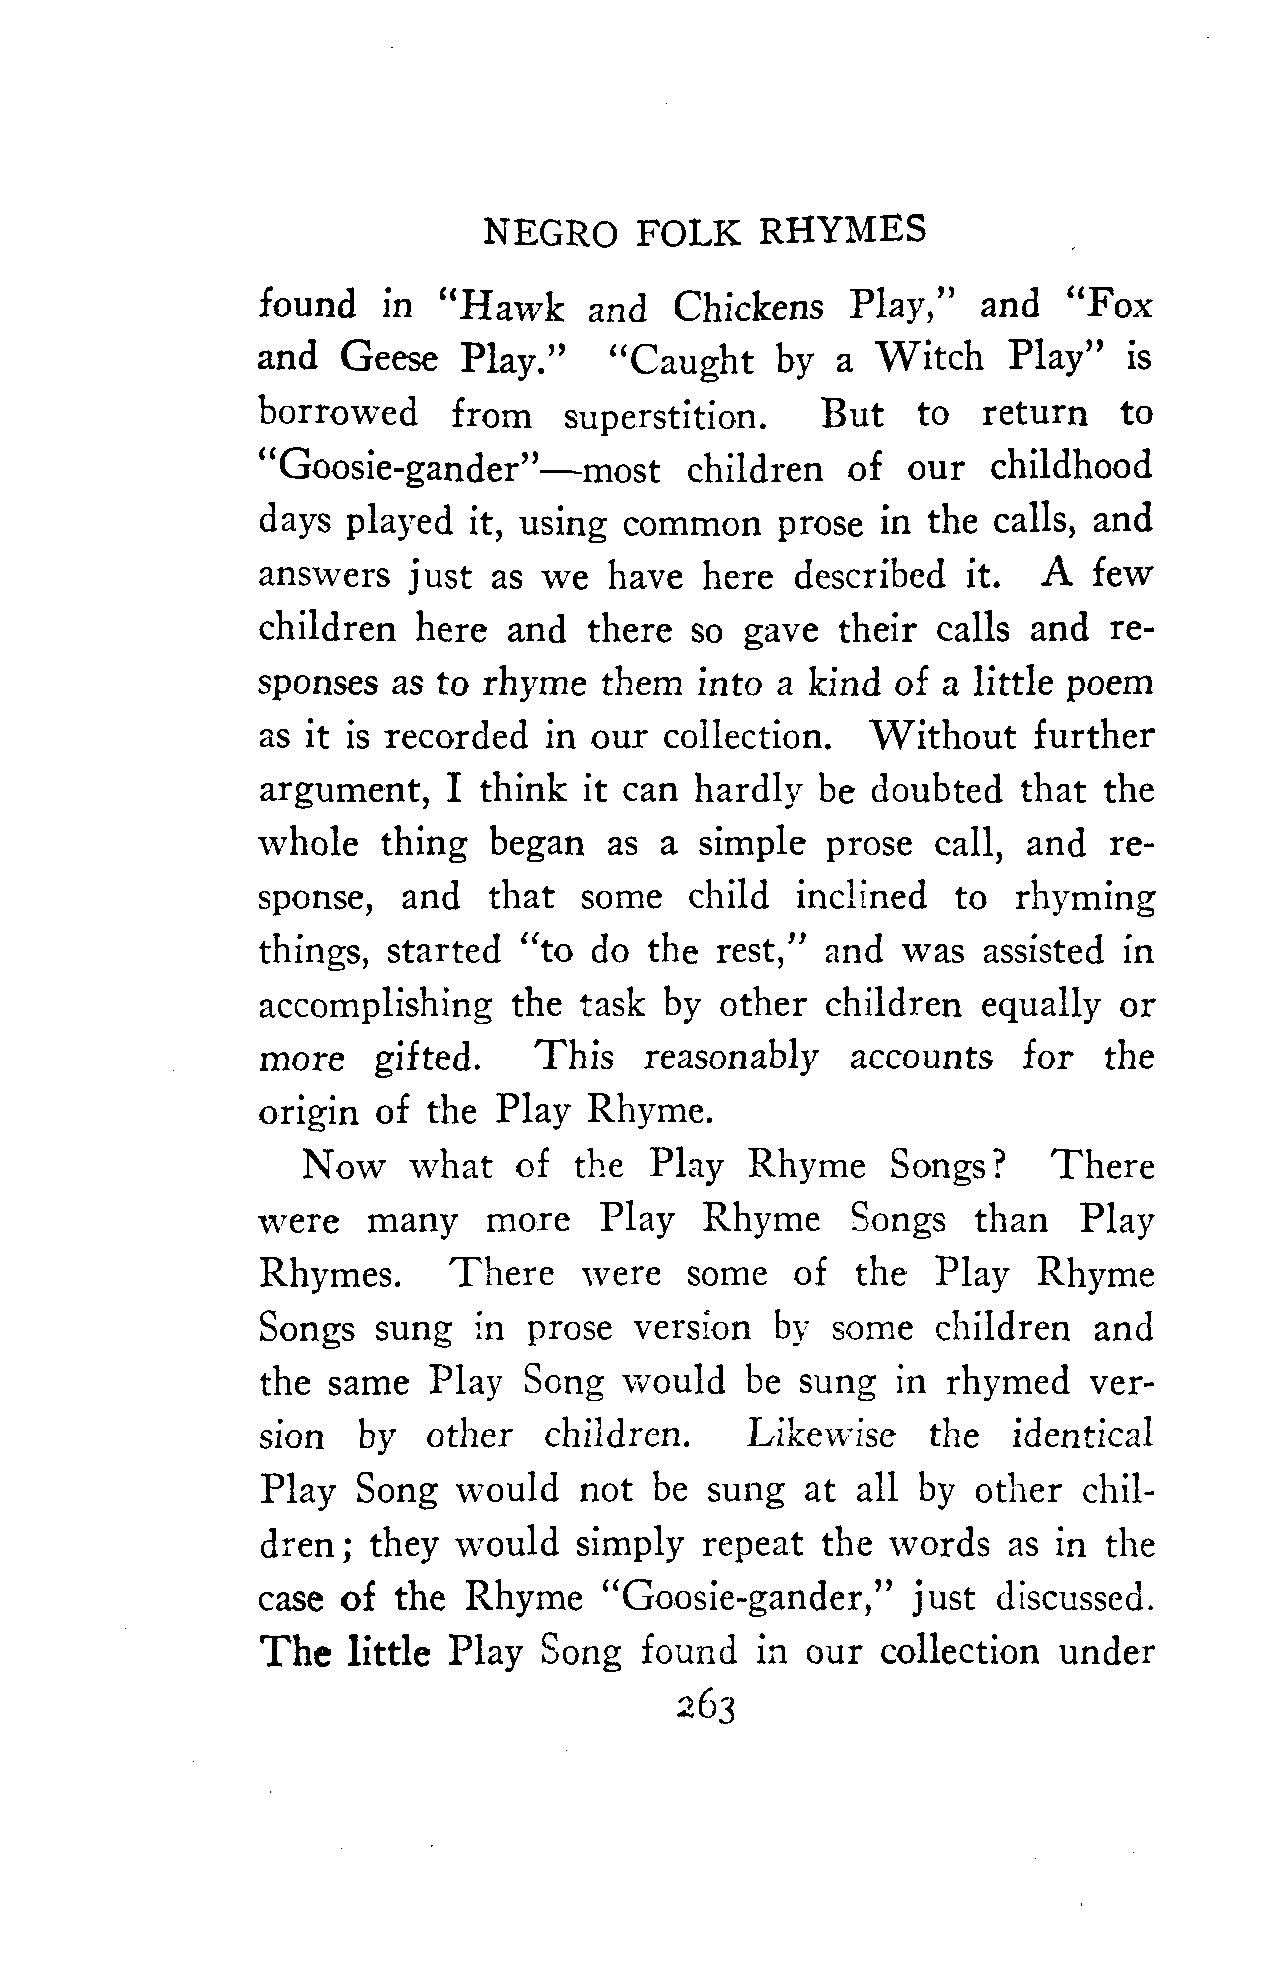 NEGRO FOLK RHYMES
found in "Hawk and Chickens Play," and "Fox
and Geese Play." "Caught by a Witch Play" is
borrowed from superstition. But to return to
"Goosie-gander"—most children of our childhood
days played it, using common prose in the calls, and
answers just as we have here described it. A few
children here and there so gave their calls and re-
sponses as to rhyme them into a kind of a little poem
as it is recorded in our collection. Without further
argument, I think it can hardly be doubted that the
whole thing began as a simple prose call, and re-
sponse, and that some child inclined to rhyming
things, started "to do the rest," and was assisted in
accomplishing the task by other children equally or
more gifted. This reasonably accounts for the
origin of the Play Rhyme.
Now what of the Play Rhyme Songs? There
were many more Play Rhyme Songs than Play
Rhymes. There were some of the Play Rhyme
Songs sung in prose version by some children and
the same Play Song would be sung in rhymed ver-
sion by other children. Likewise the identical
Play Song would not be sung at all by other chil-
dren; they would simply repeat the words as in the
case of the Rhyme "Goosie-gander," just discussed.
The little Play Song found in our collection under
263